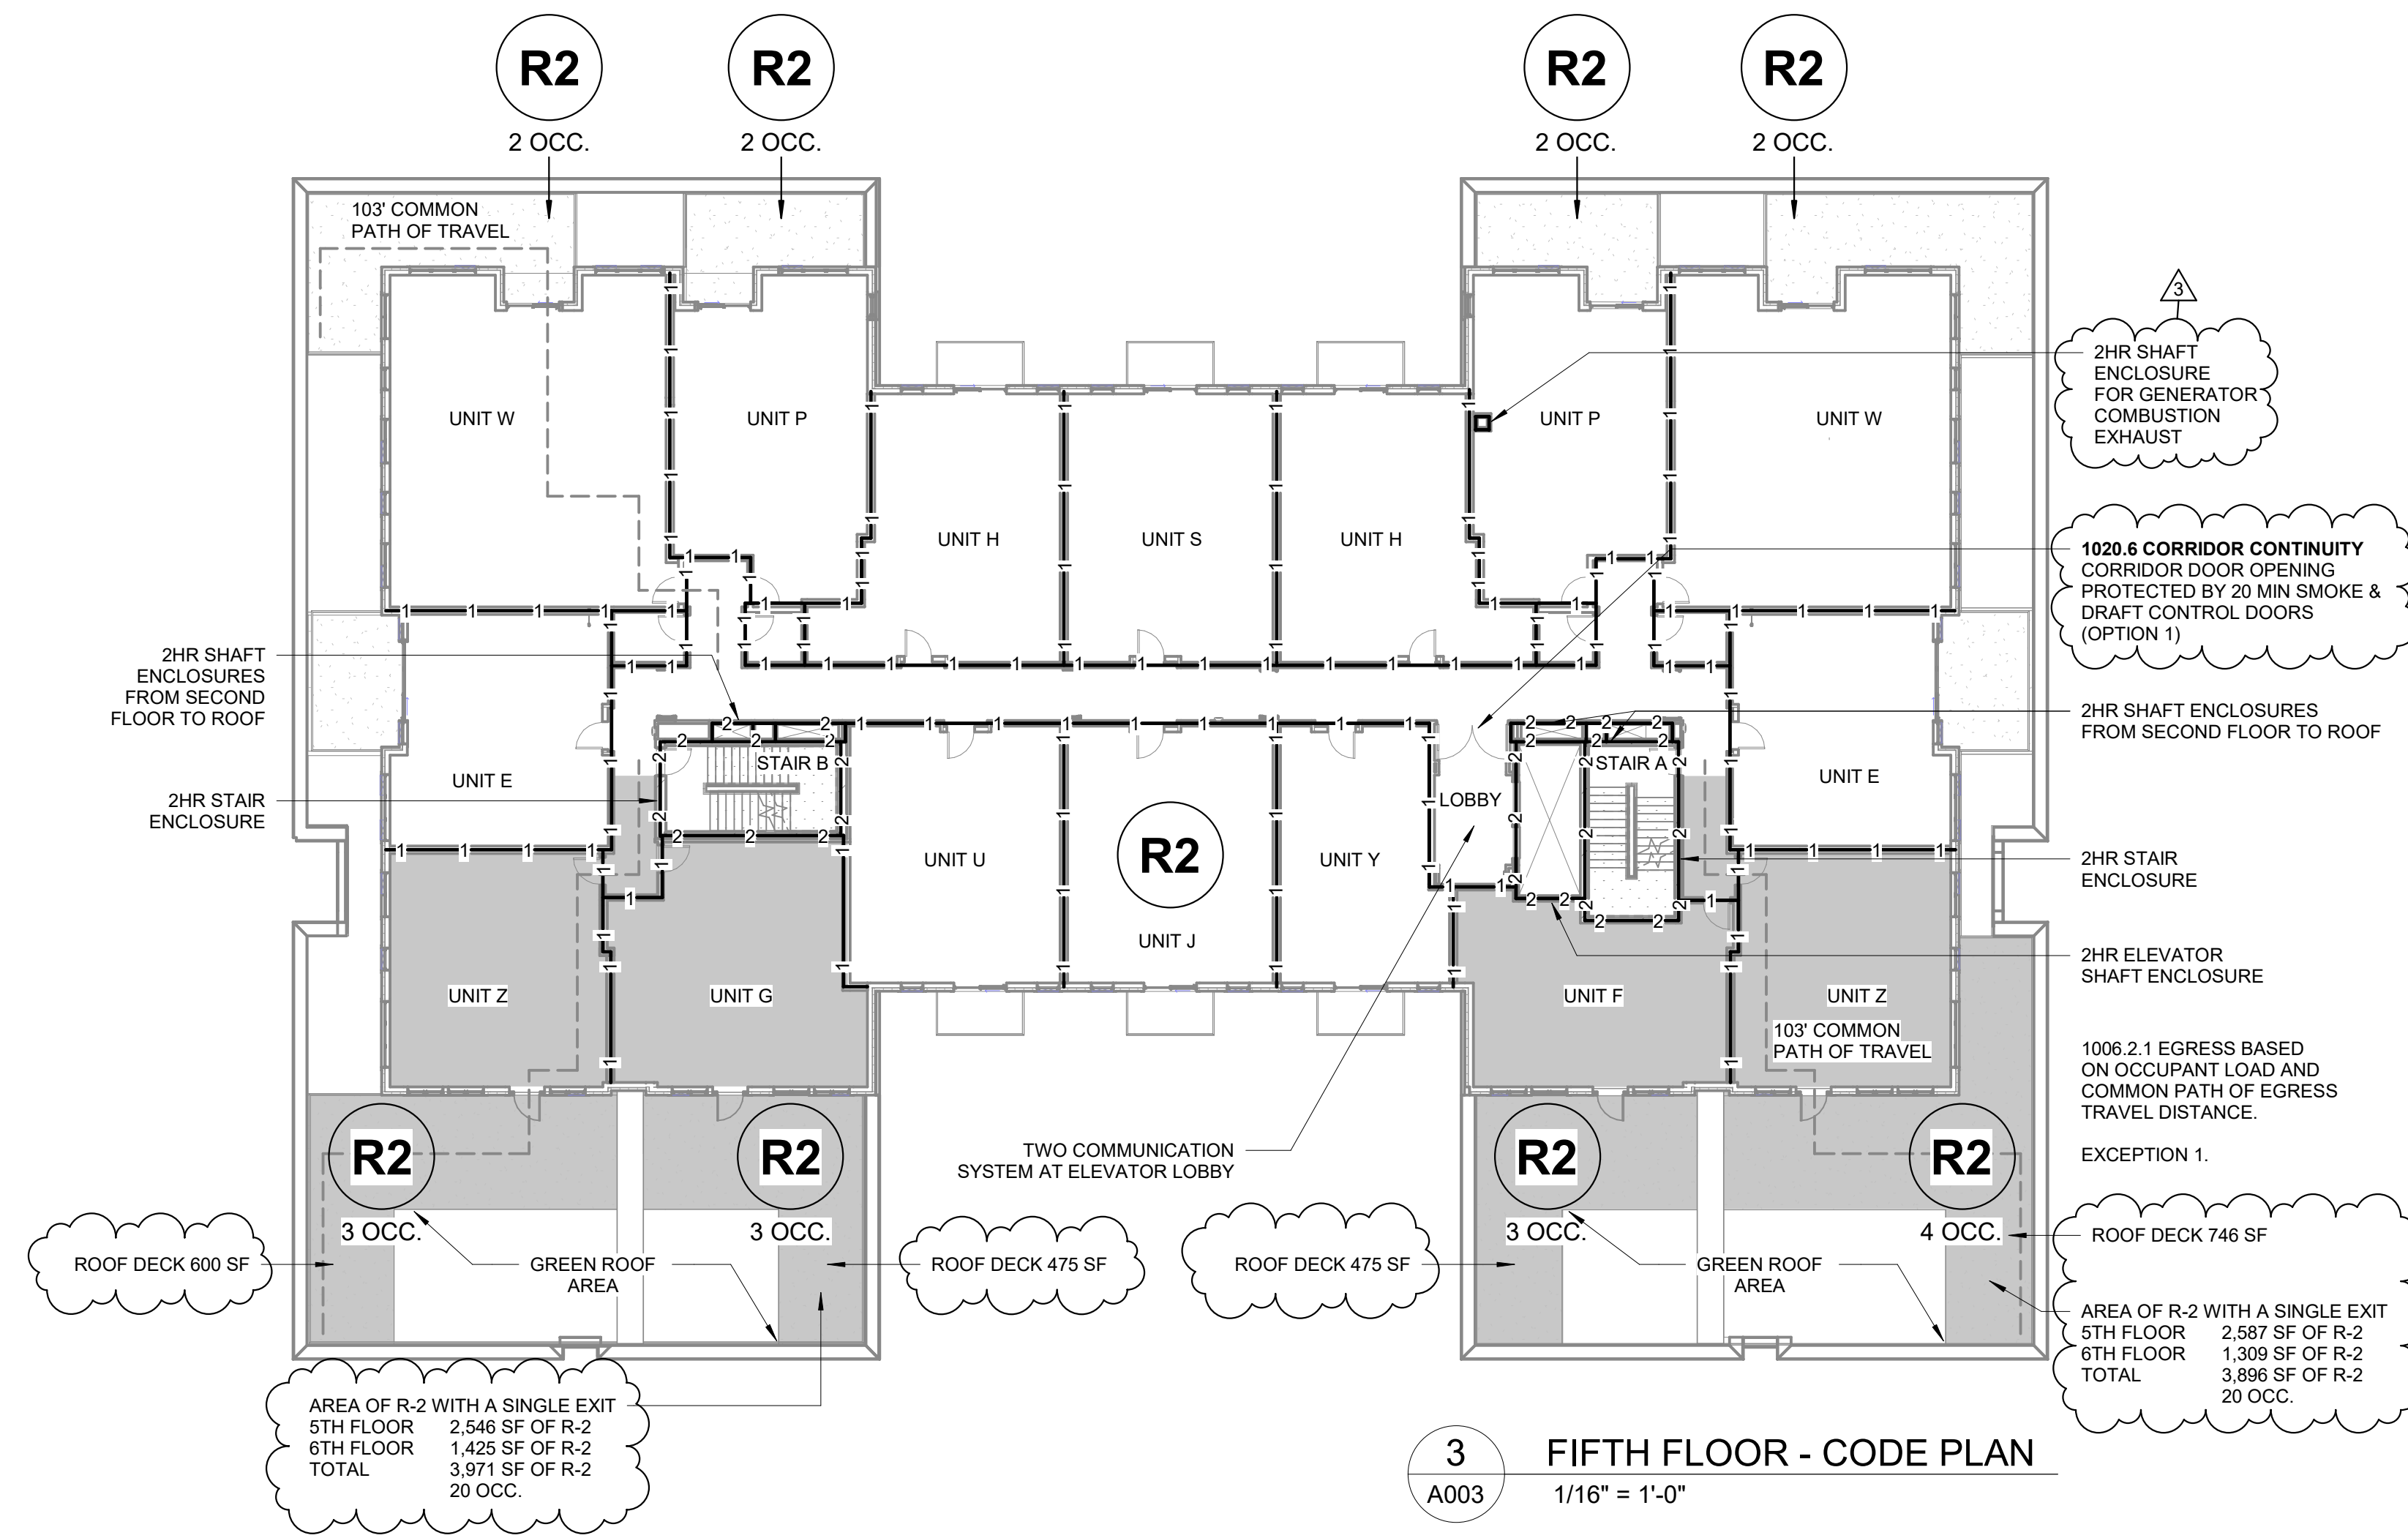 R2
R2
R2
R2
2 OCC.
2 OCC.
2 OCC.
2 OCC.
103' COMMON
PATH OF TRAVEL
3
2HR SHAFT
ENCLOSURE
FOR GENERATOR
COMBUSTION
EXHAUST
UNIT W
UNIT P
UNIT P
UNIT W
UNIT H
UNIT S
UNIT H
1020.6 CORRIDOR CONTINUITY
CORRIDOR DOOR OPENING
PROTECTED BY 20 MIN SMOKE &
DRAFT CONTROL DOORS
(OPTION 1)
2HR SHAFT
ENCLOSURES
FROM SECOND
FLOOR TO ROOF
2HR SHAFT ENCLOSURES
FROM SECOND FLOOR TO ROOF
STAIR B
STAIR A
UNIT E
UNIT E
2HR STAIR
ENCLOSURE
LOBBY
UNIT U
R2
UNIT Y
2HR STAIR
ENCLOSURE
UNIT J
2HR ELEVATOR
SHAFT ENCLOSURE
UNIT Z
UNIT G
UNIT F
UNIT Z
103' COMMON
PATH OF TRAVEL
1006.2.1 EGRESS BASED
ON OCCUPANT LOAD AND
COMMON PATH OF EGRESS
TRAVEL DISTANCE.
EXCEPTION 1.
TWO COMMUNICATION
SYSTEM AT ELEVATOR LOBBY
R2
R2
R2
R2
3 OCC.
3 OCC.
3 OCC.
4 OCC.
ROOF DECK 600 SF
GREEN ROOF
AREA
ROOF DECK 475 SF
ROOF DECK 475 SF
GREEN ROOF
AREA
ROOF DECK 746 SF
AREA OF R-2 WITH A SINGLE EXIT
5TH FLOOR 2,587 SF OF R-2
6TH FLOOR 1,309 SF OF R-2
TOTAL 3,896 SF OF R-2
20 OCC.
AREA OF R-2 WITH A SINGLE EXIT
5TH FLOOR 2,546 SF OF R-2
6TH FLOOR 1,425 SF OF R-2
TOTAL 3,971 SF OF R-2
20 OCC.
3
A003
FIFTH FLOOR - CODE PLAN
1/16" = 1'-0"